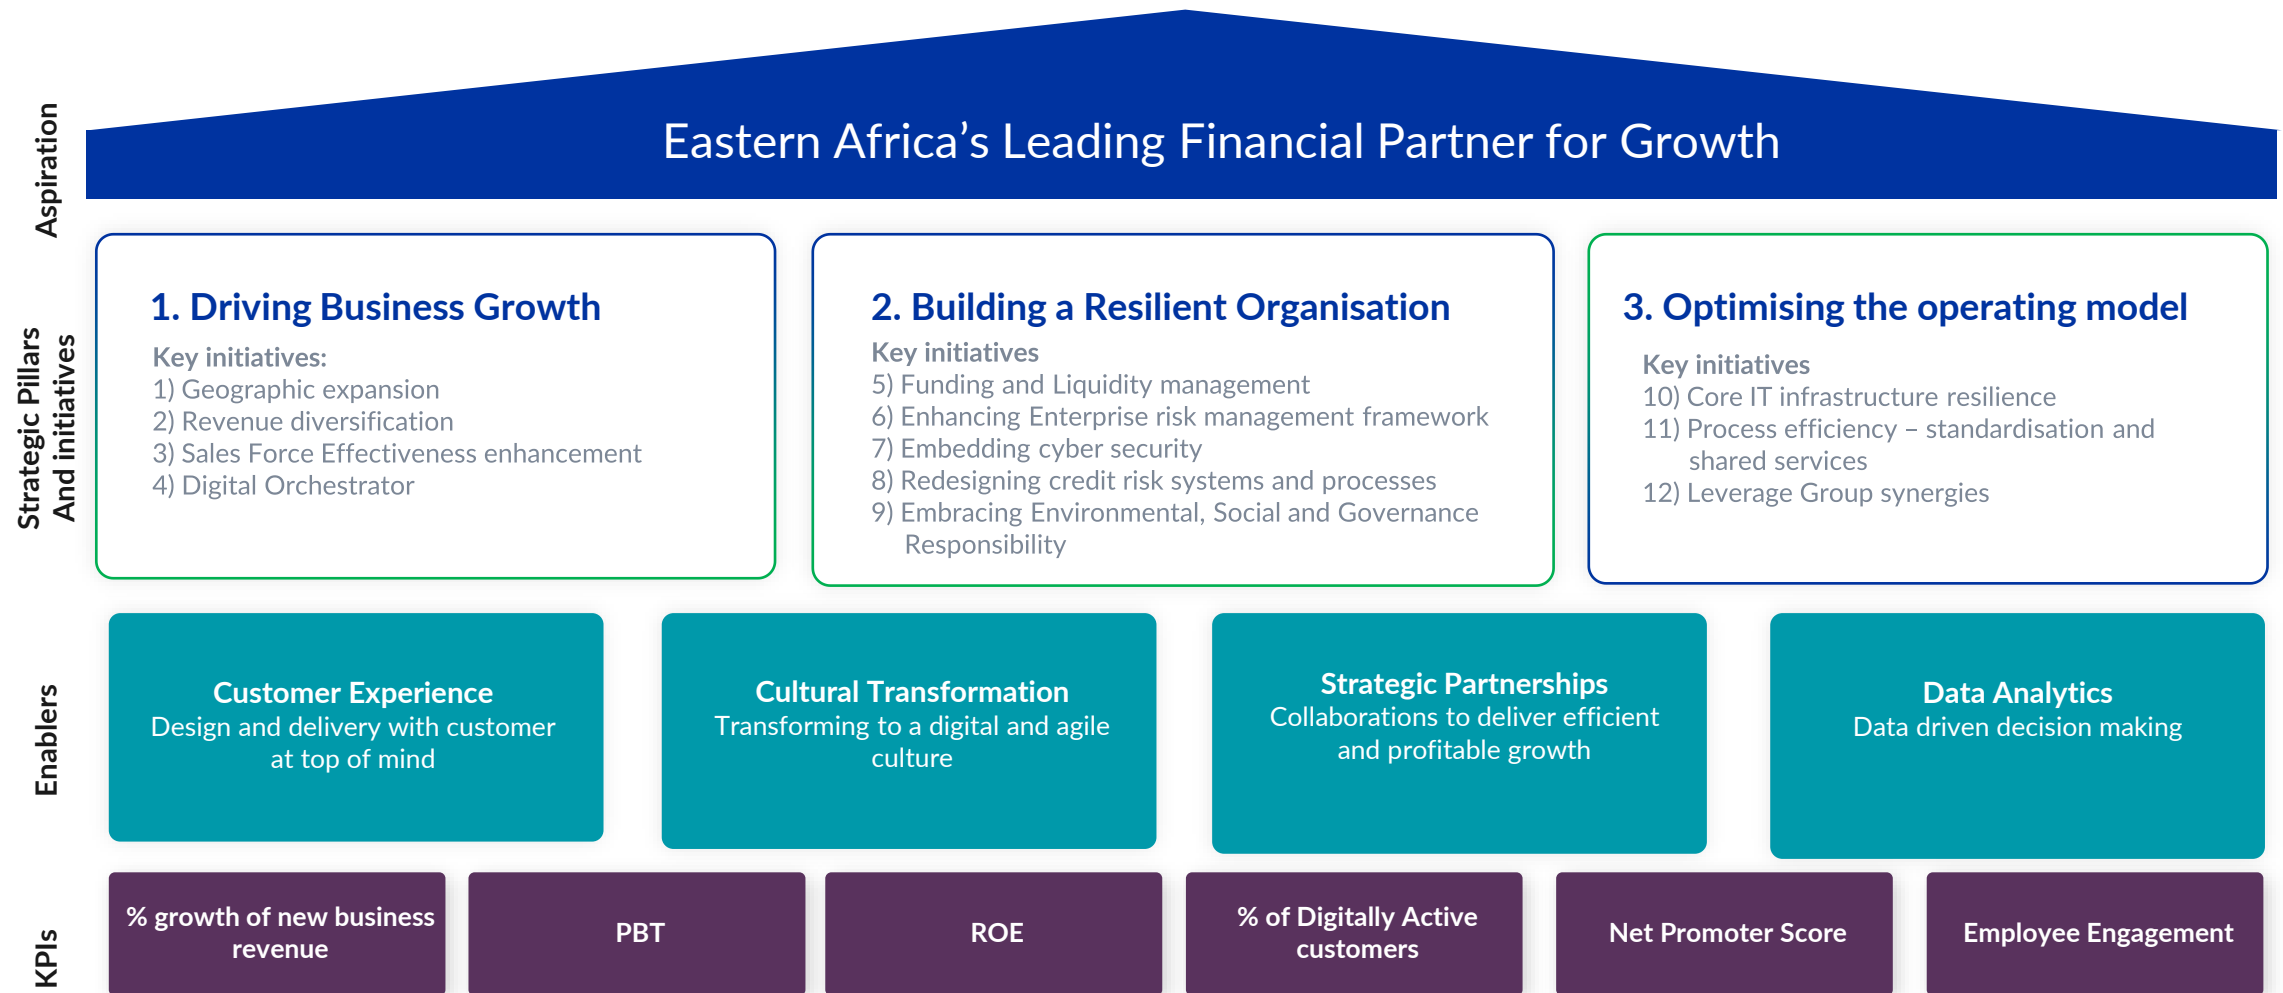 Aspiration
Eastern Africa’s Leading Financial Partner for Growth
Strategic Pillars
And initiatives
1. Driving Business Growth
Key initiatives:
1) Geographic expansion
2) Revenue diversification
3) Sales Force Effectiveness enhancement
4) Digital Orchestrator
2. Building a Resilient Organisation
Key initiatives
5) Funding and Liquidity management
6) Enhancing Enterprise risk management framework
7) Embedding cyber security
8) Redesigning credit risk systems and processes
9) Embracing Environmental, Social and Governance
Responsibility
3. Optimising the operating model
Key initiatives
10) Core IT infrastructure resilience
11) Process efficiency – standardisation and
shared services
12) Leverage Group synergies
Enablers
Customer Experience
Design and delivery with customer
at top of mind
Cultural Transformation
Transforming to a digital and agile
culture
Strategic Partnerships
Collaborations to deliver efficient
and profitable growth
Data Analytics
Data driven decision making
KPIs
% growth of new business
revenue
PBT
ROE
% of Digitally Active
customers
Net Promoter Score
Employee Engagement